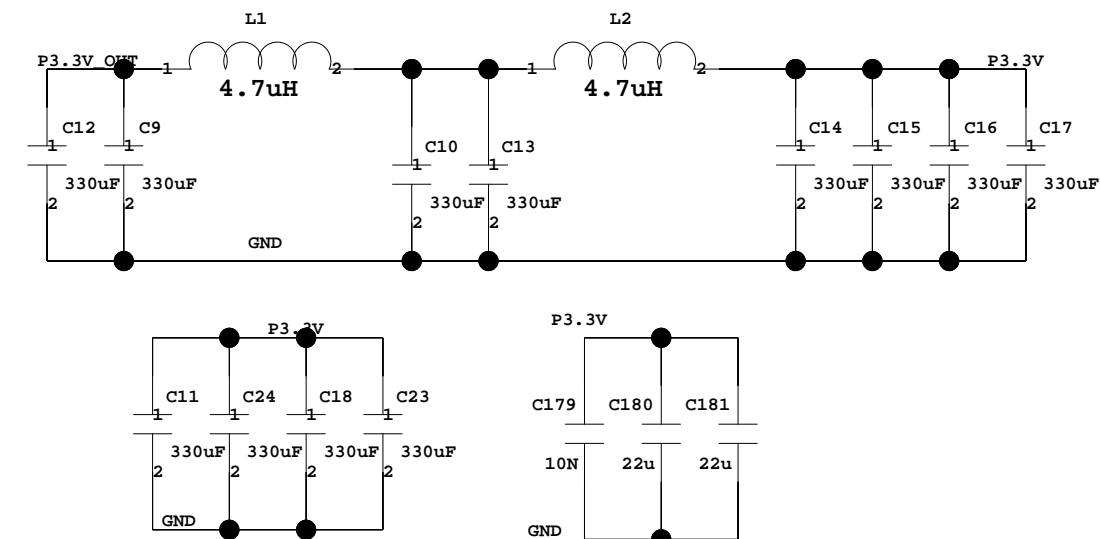 L1 L2
P3.3V_OUT 1 2 1 2 P3.3V
4.7uH 4.7uH
C12 C9 C14 C15 C16 C17
1 1 1 1 1 1
C10 C13
1 1
330uF 330uF 330uF 330uF 330uF 330uF
330uF 330uF
2 2 2 2 2 2
2 2
GND
P3.3V P3.3V
C11 C24 C18 C23 C179 C180 C181
1 1 1 1
330uF 330uF 330uF 330uF
10N 22u 22u
2 2 2 2
GND GND